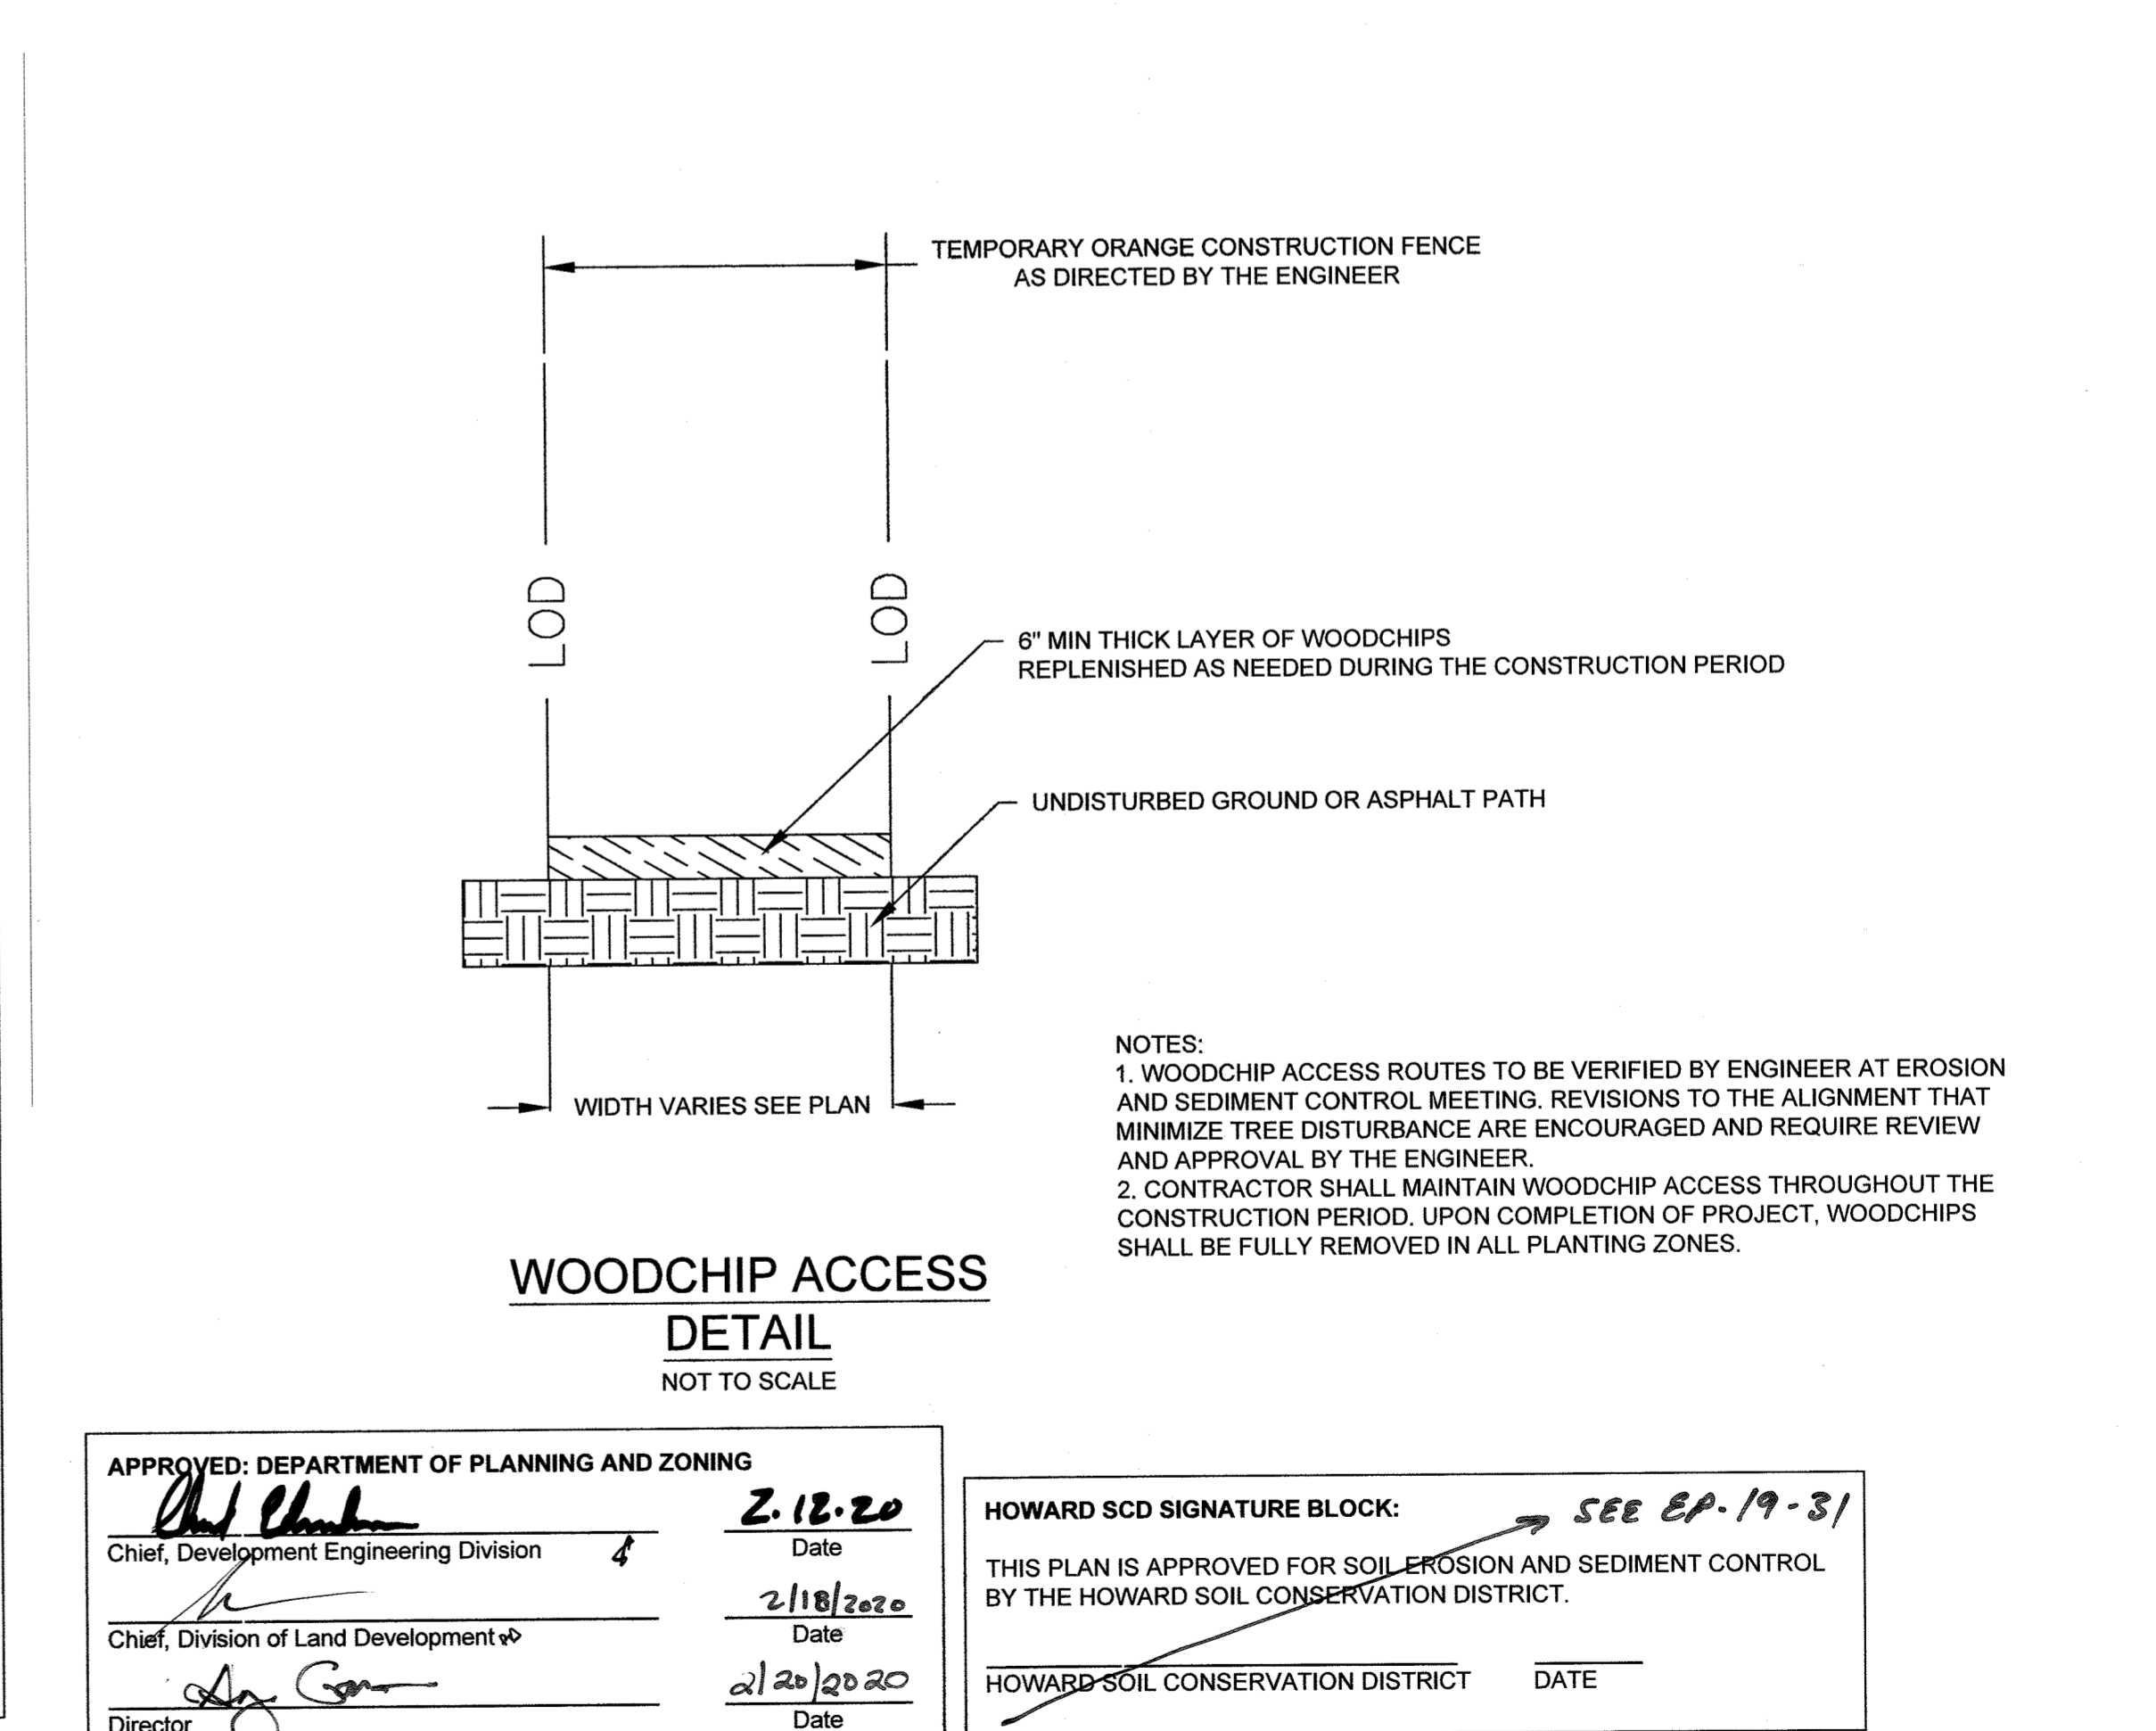 TEMPORARY ORANGE CONSTRUCTION FENCE
AS DIRECTED BY THE ENGINEER
LOD
LOD
6" MIN THICK LAYER OF WOODCHIPS
REPLENISHED AS NEEDED DURING THE CONSTRUCTION PERIOD
UNDISTURBED GROUND OR ASPHALT PATH
WIDTH VARIES SEE PLAN
NOTES:
1. WOODCHIP ACCESS ROUTES TO BE VERIFIED BY ENGINEER AT EROSION
AND SEDIMENT CONTROL MEETING. REVISIONS TO THE ALIGNMENT THAT
MINIMIZE TREE DISTURBANCE ARE ENCOURAGED AND REQUIRE REVIEW
AND APPROVAL BY THE ENGINEER.
2. CONTRACTOR SHALL MAINTAIN WOODCHIP ACCESS THROUGHOUT THE
CONSTRUCTION PERIOD. UPON COMPLETION OF PROJECT, WOODCHIPS
SHALL BE FULLY REMOVED IN ALL PLANTING ZONES.
WOODCHIP ACCESS
DETAIL
NOT TO SCALE
APPROVED: DEPARTMENT OF PLANNING AND ZONING
2.12.20
Chief, Development Engineering Division
Date
2/18/2020
Chief, Division of Land Development
Date
2/20/2020
Director
Date
HOWARD SCD SIGNATURE BLOCK:
SEE EP-19-31
THIS PLAN IS APPROVED FOR SOIL EROSION AND SEDIMENT CONTROL
BY THE HOWARD SOIL CONSERVATION DISTRICT.
HOWARD SOIL CONSERVATION DISTRICT
DATE